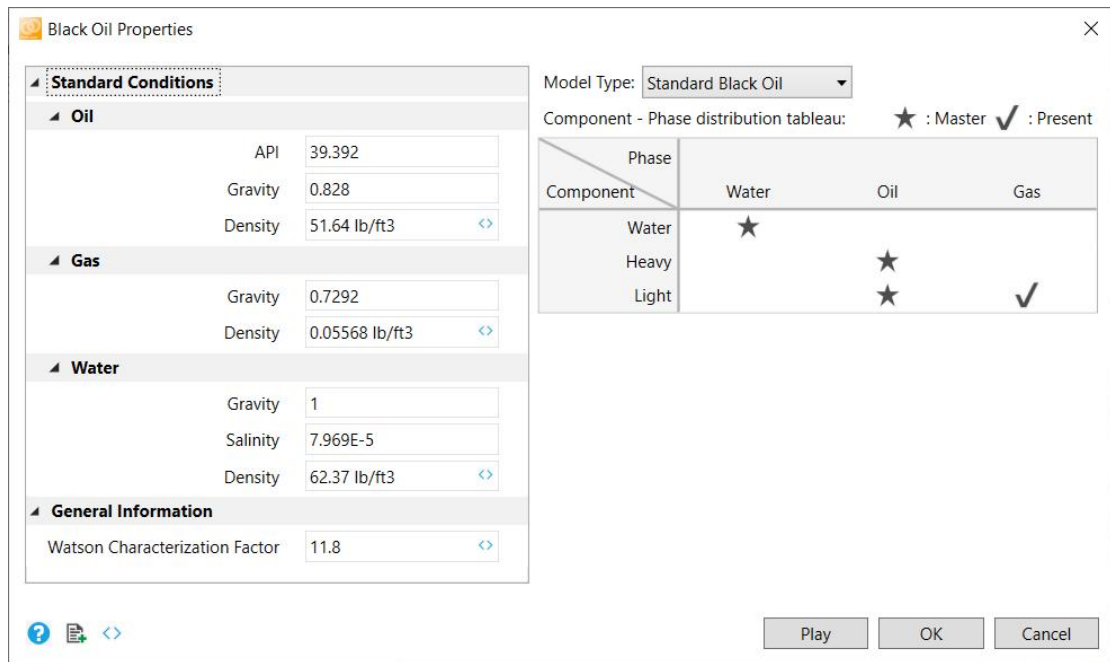 Black Oil Properties
Standard Conditions
Oil
API 39.392
Gravity 0.828
Density 51.64 lb/ft3
Gas
Gravity 0.7292
Density 0.05568 lb/ft3
Water
Gravity 1
Salinity 7.969E-5
Density 62.37 lb/ft3
General Information
Watson Characterization Factor 11.8
Model Type: Standard Black Oil
Component - Phase distribution tableau: ★ : Master ✓ : Present
Phase
Component Water Oil Gas
Water ★
Heavy ★
Light ★ ✓
Play OK Cancel